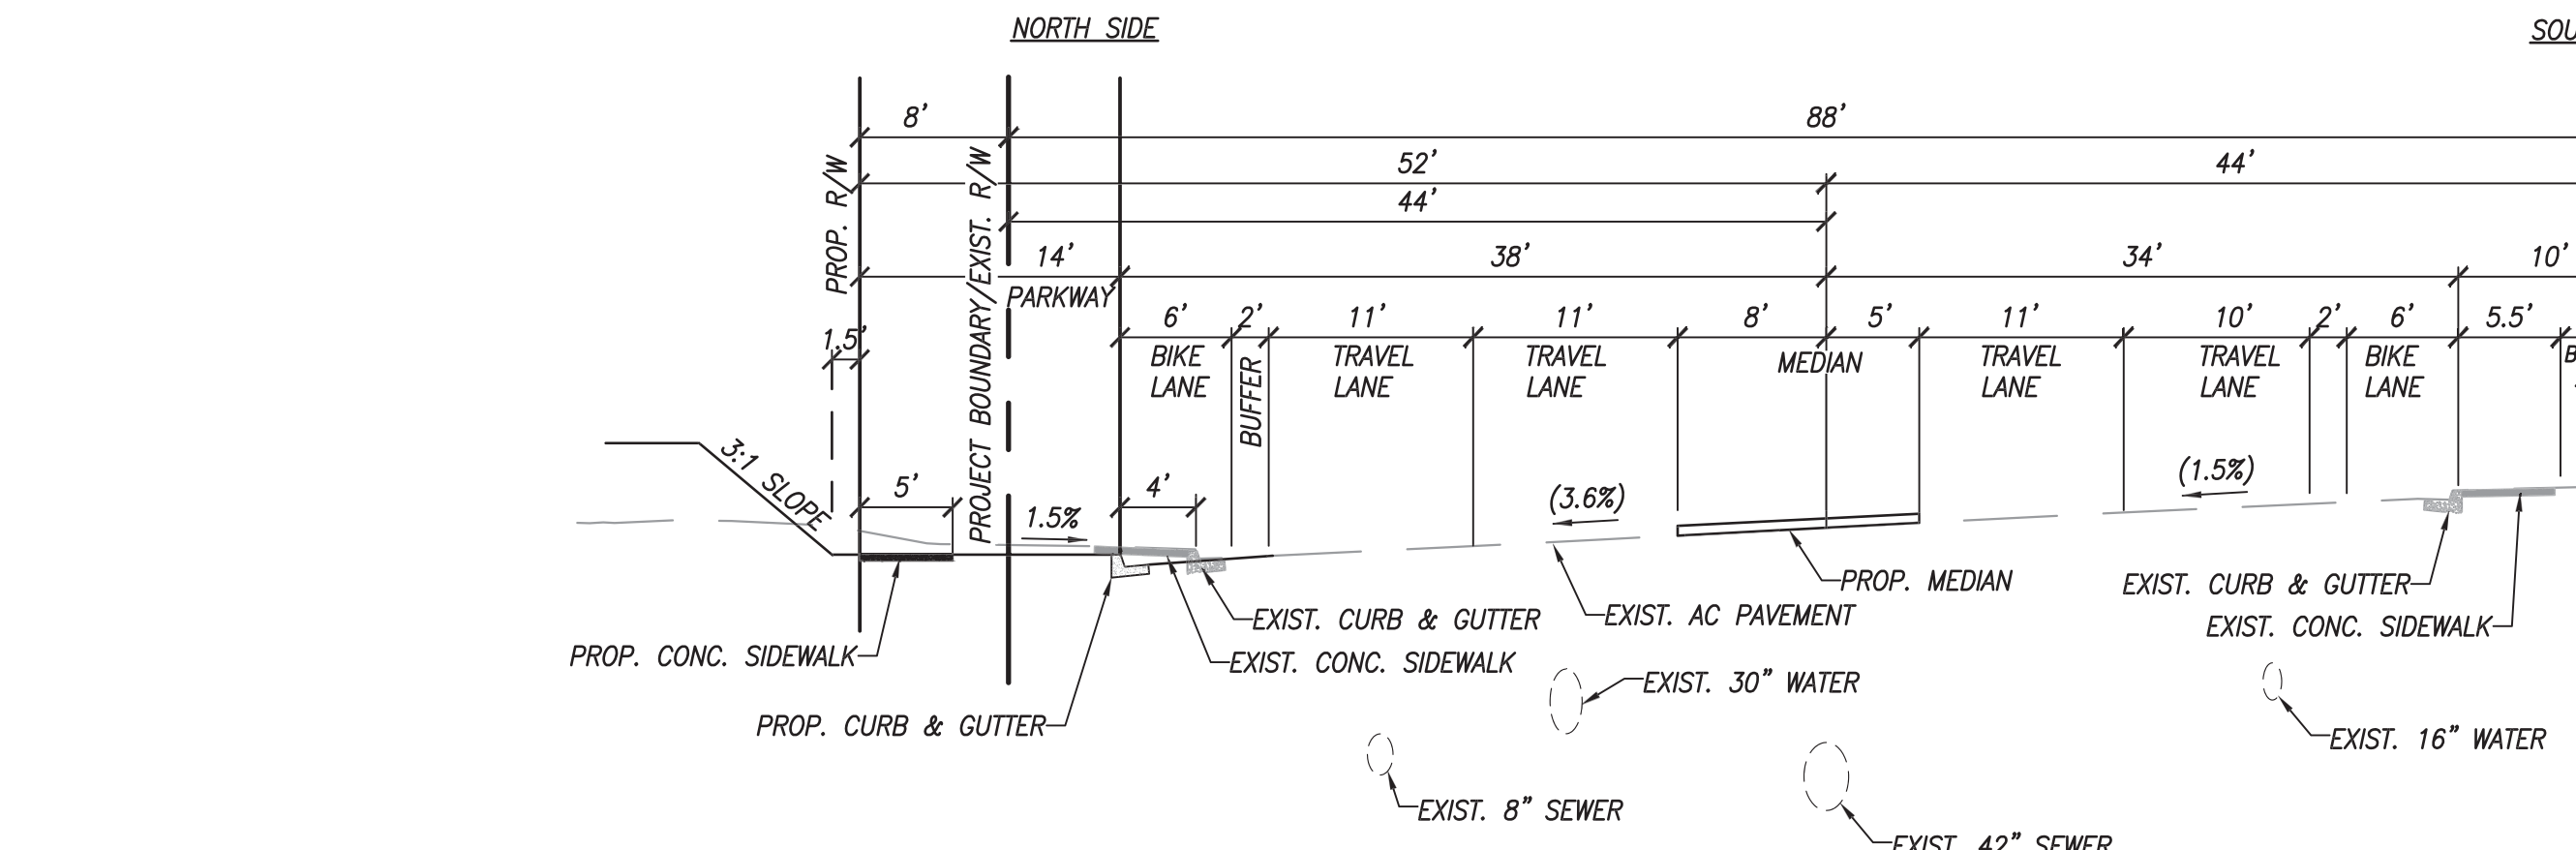 NORTH SIDE
SOU
8' 88'
52' 44'
44'
14' 38' 34' 10'
PARKWAY
PROP. R/W
PROJECT BOUNDARY/EXIST. R/W
1.5'
6' 2' 11' 11' 8' 5' 11' 10' 2' 6' 5.5'
BIKE
LANE
BUFFER
TRAVEL
LANE
TRAVEL
LANE
MEDIAN
TRAVEL
LANE
TRAVEL
LANE
BIKE
LANE
3:1 SLOPE
5'
1.5%
4'
(3.6%)
(1.5%)
PROP. MEDIAN
EXIST. CURB & GUTTER
EXIST. CURB & GUTTER
EXIST. AC PAVEMENT
EXIST. CONC. SIDEWALK
PROP. CONC. SIDEWALK
EXIST. CONC. SIDEWALK
EXIST. 30" WATER
PROP. CURB & GUTTER
EXIST. 16" WATER
EXIST. 8" SEWER
EXIST. 42" SEWER